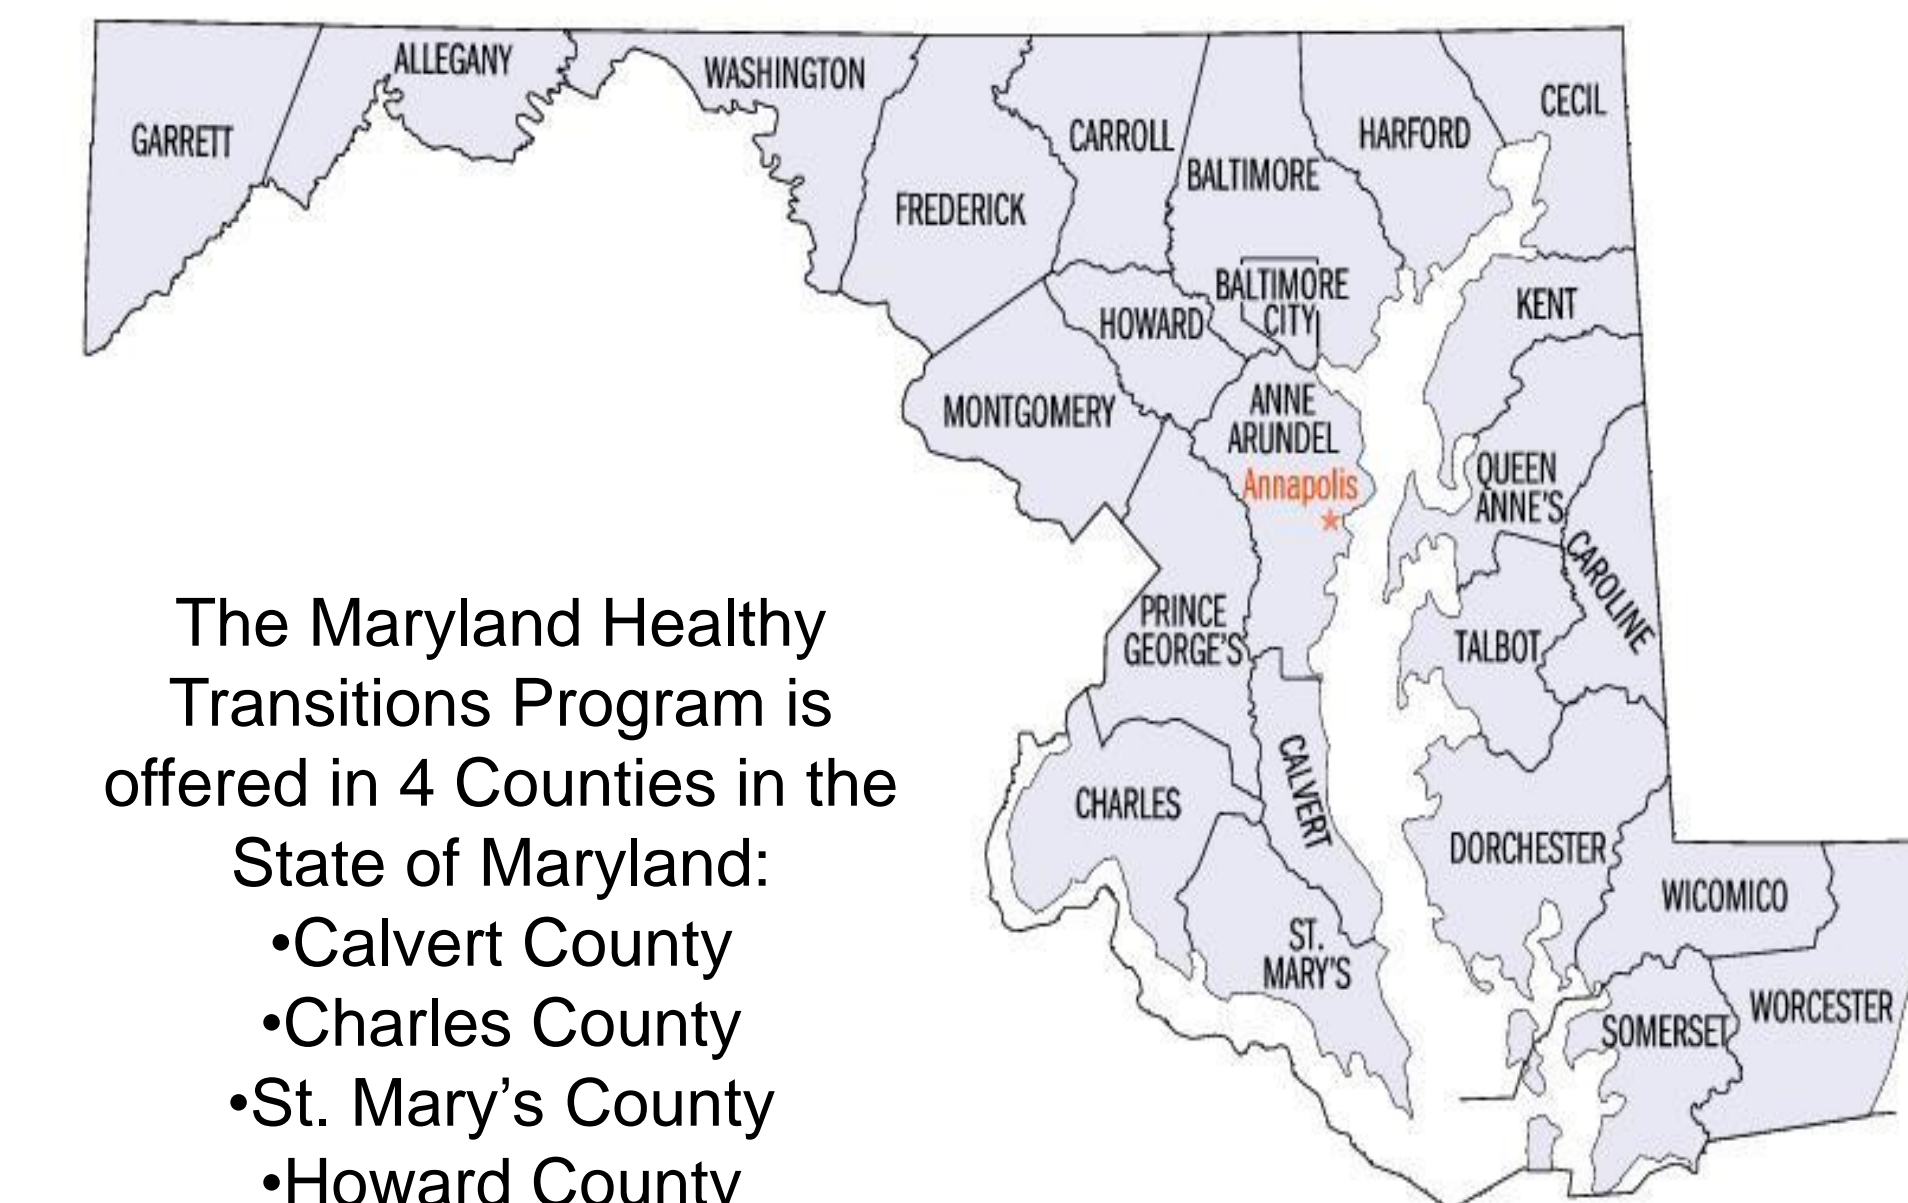 ALLEGANY
WASHINGTON
GARRETT
CECIL
CARROLL
HARFORD
BALTIMORE
FREDERICK
BALTIMORE
CITY
KENT
HOWARD
MONTGOMERY
ANNE
ARUNDEL
Annapolis
QUEEN
ANNE'S
CAROLINE
PRINCE
GEORGE'S
TALBOT
CALVERT
CHARLES
DORCHESTER
WICOMICO
ST.
MARY'S
WORCESTER
SOMERSET
The Maryland Healthy
Transitions Program is
offered in 4 Counties in the
State of Maryland:
•Calvert County
•Charles County
•St. Mary’s County
•Howard County